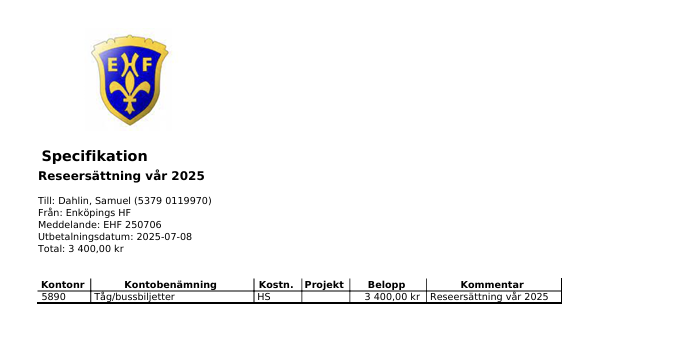 E H F
Specifikation
Reseersättning vår 2025
Till: Dahlin, Samuel (5379 0119970)
Från: Enköpings HF
Meddelande: EHF 250706
Utbetalningsdatum: 2025-07-08
Total: 3 400,00 kr
Kontonr Kontobenämning Kostn. Projekt Belopp Kommentar
5890 Tåg/bussbiljetter HS 3 400,00 kr Reseersättning vår 2025